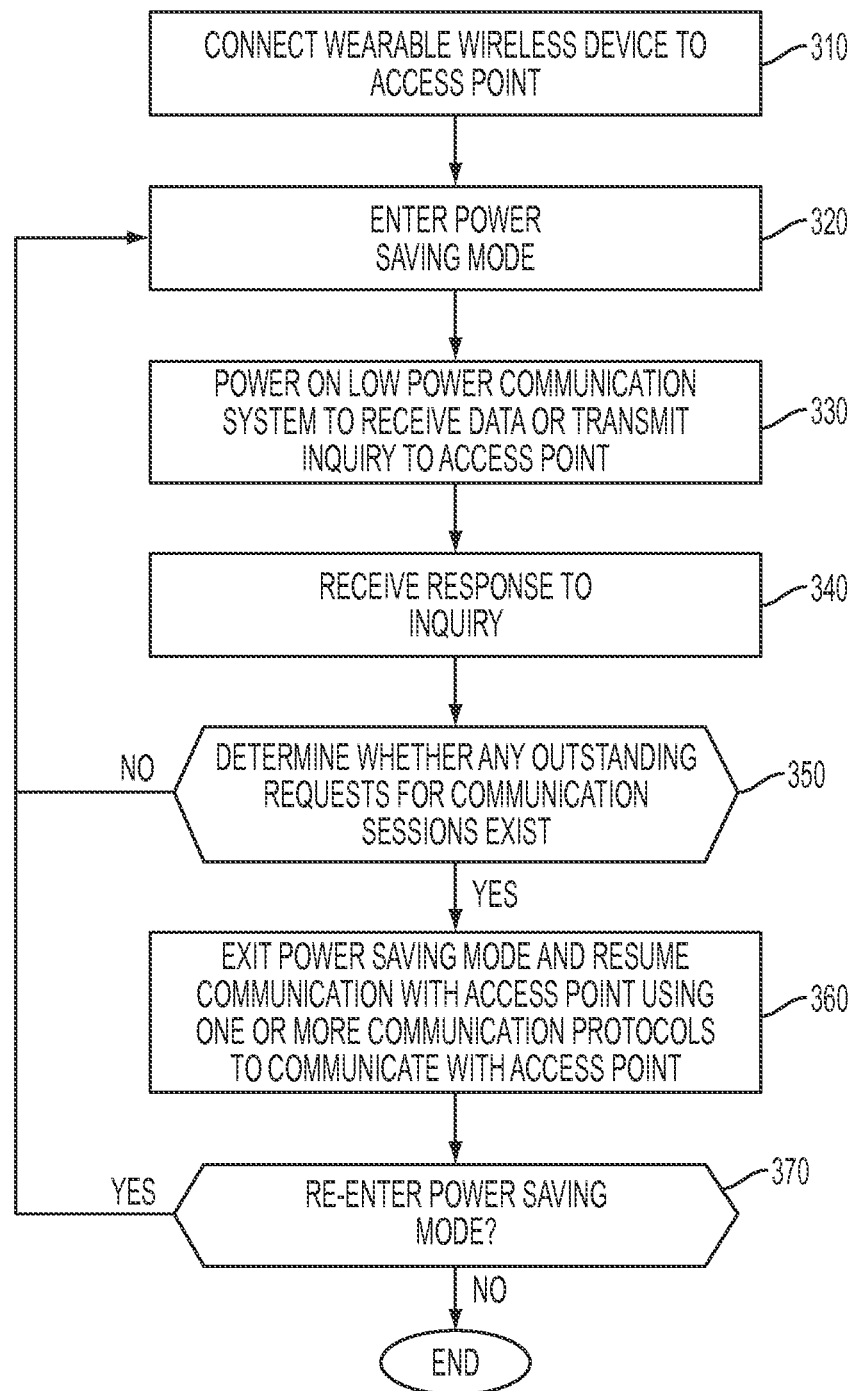 CONNECT WEARABLE WIRELESS DEVICE TO
ACCESS POINT
310
ENTER POWER
SAVING MODE
320
POWER ON LOW POWER COMMUNICATION
SYSTEM TO RECEIVE DATA OR TRANSMIT
INQUIRY TO ACCESS POINT
330
RECEIVE RESPONSE TO
INQUIRY
340
NO
DETERMINE WHETHER ANY OUTSTANDING
REQUESTS FOR COMMUNICATION
SESSIONS EXIST
350
YES
EXIT POWER SAVING MODE AND RESUME
COMMUNICATION WITH ACCESS POINT USING
ONE OR MORE COMMUNICATION PROTOCOLS
TO COMMUNICATE WITH ACCESS POINT
360
YES
RE-ENTER POWER SAVING
MODE?
370
NO
END